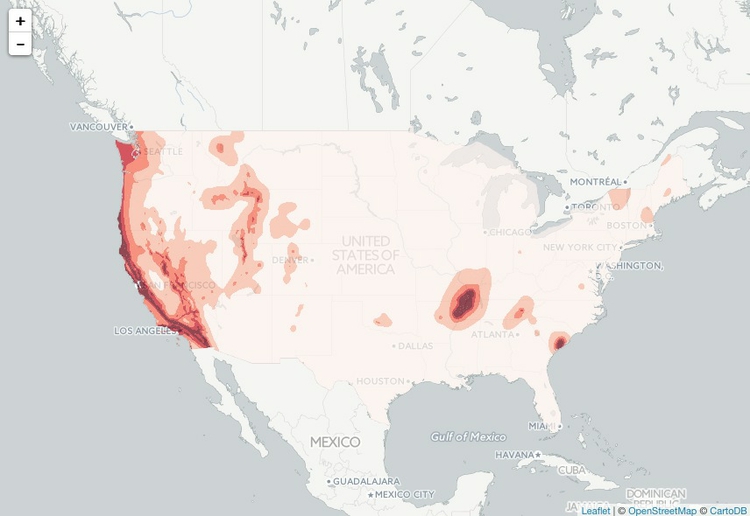 +
−
VANCOUVER
SEATTLE
MONTRÉAL
TORONTO
BOSTON
CHICAGO
NEW YORK CITY
UNITED
STATES OF
AMERICA
DENVER
WASHINGTON,
SAN FRANCISCO
LOS ANGELES
ATLANTA
DALLAS
HOUSTON
MIAMI
Gulf of Mexico
MEXICO
HAVANA
CUBA
GUADALAJARA
MEXICO CITY
DOMINICAN
REPUBLIC
Leaflet | © OpenStreetMap © CartoDB